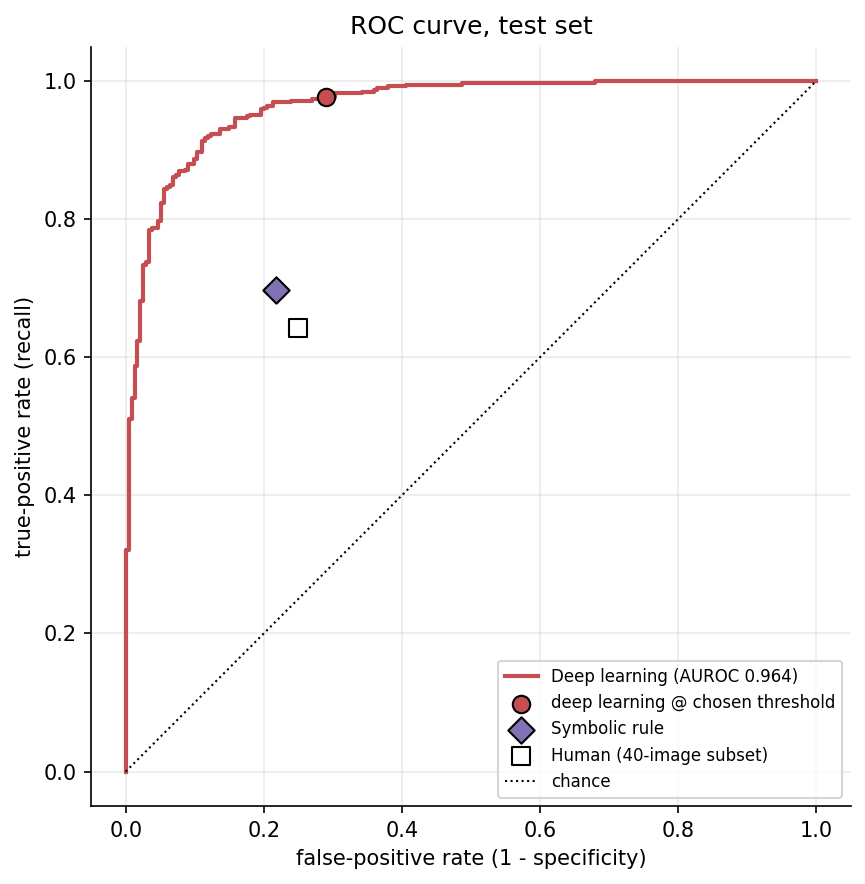 ROC curve, test set
1.0
0.8
0.6
0.4
0.2
0.0
true-positive rate (recall)
Deep learning (AUROC 0.964)
deep learning @ chosen threshold
Symbolic rule
Human (40-image subset)
chance
0.0 0.2 0.4 0.6 0.8 1.0
false-positive rate (1 - specificity)